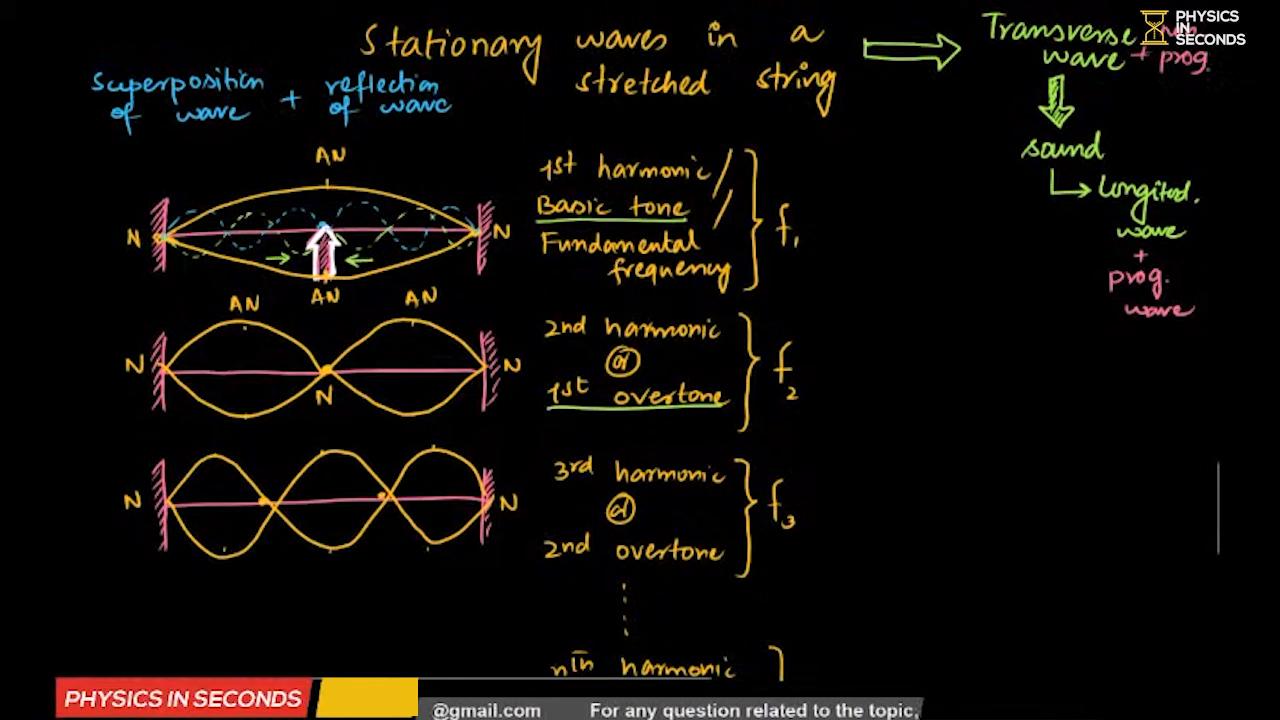 Stationary waves in a
stretched string
Transverse
wave + prog.
PHYSICS
IN
SECONDS
superposition
of wave
+
reflection
of wave
sound
Longitud.
wave
+
prog.
wave
AN
N
N
AN
1st harmonic /
Basic tone /
Fundamental
frequency
f1
AN
AN
N
N
N
2nd harmonic
1st overtone
f2
N
N
3rd harmonic
2nd overtone
f3
nth harmonic
PHYSICS IN SECONDS
@gmail.com For any question related to the topic,